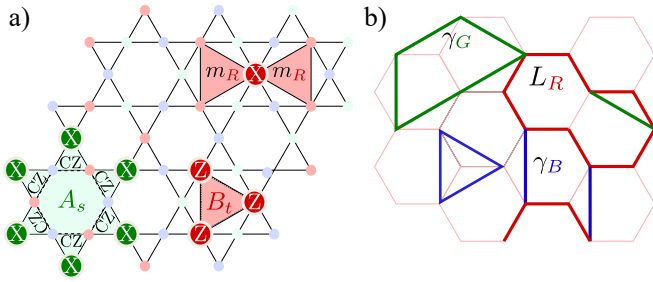 a)
b)
m_R X m_R
γ_G
L_R
X
X CZ X
CZ CZ
A_s
CZ CZ
X CZ X
X
Z
B_t Z
Z
γ_B